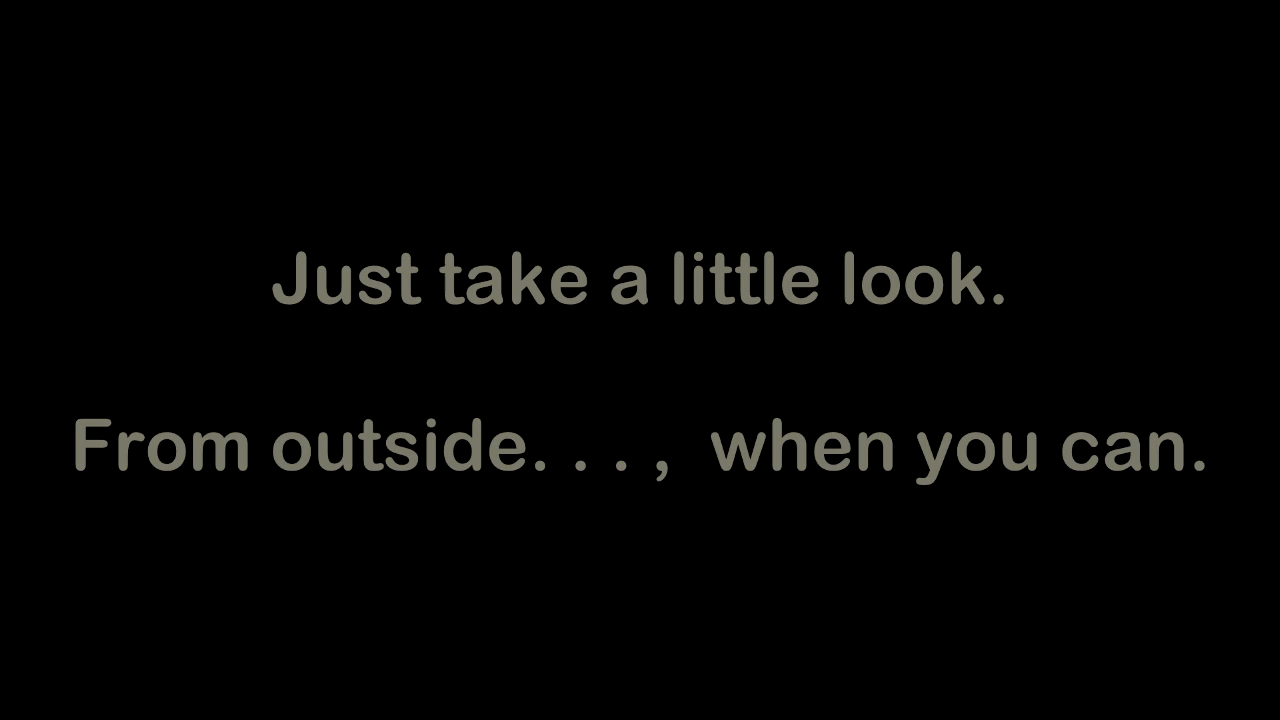 Just take a little look.
From outside. . . ,  when you can.